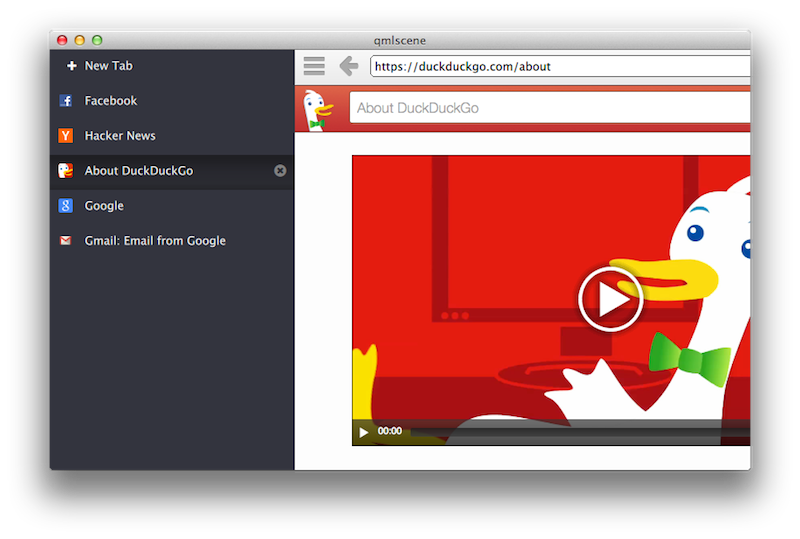 qmlscene
New Tab
Facebook
Hacker News
About DuckDuckGo
Google
Gmail: Email from Google
https://duckduckgo.com/about
About DuckDuckGo
00:00